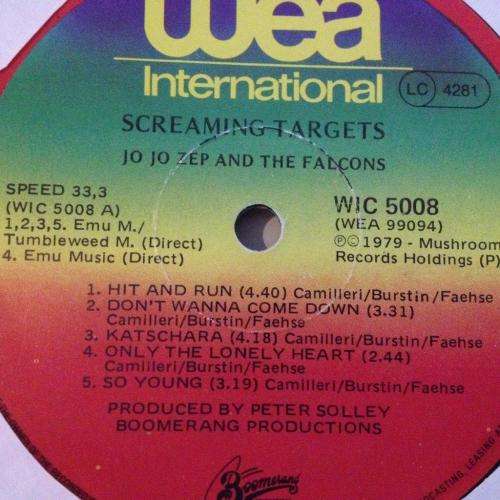 wea
International
LC 4281
SCREAMING TARGETS
JO JO ZEP AND THE FALCONS
SPEED 33,3
(WIC 5008 A)
1,2,3,5. Emu M./
Tumbleweed M. (Direct)
4. Emu Music (Direct)
WIC 5008
(WEA 99094)
℗©1979 - Mushroom
Records Holdings (P)
1. HIT AND RUN (4.40) Camilleri/Burstin/Faehse
2. DON'T WANNA COME DOWN (3.31)
Camilleri/Burstin/Faehse
3. KATSCHARA (4.18) Camilleri/Burstin/Faehse
4. ONLY THE LONELY HEART (2.44)
Camilleri/Burstin/Faehse
5. SO YOUNG (3.19) Camilleri/Burstin/Faehse
PRODUCED BY PETER SOLLEY
BOOMERANG PRODUCTIONS
Boomerang